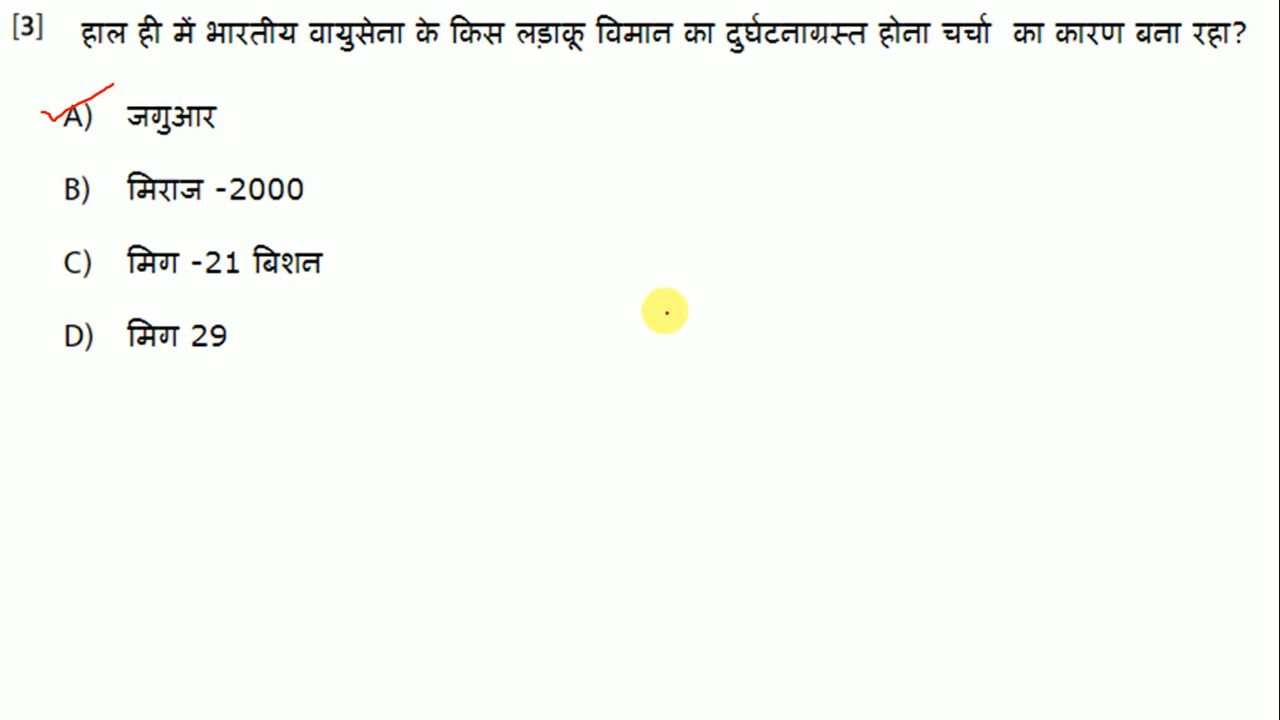 [3] हाल ही में भारतीय वायुसेना के किस लड़ाकू विमान का दुर्घटनाग्रस्त होना चर्चा का कारण बना रहा?
A) जगुआर
B) मिराज -2000
C) मिग -21 बिशन
D) मिग 29